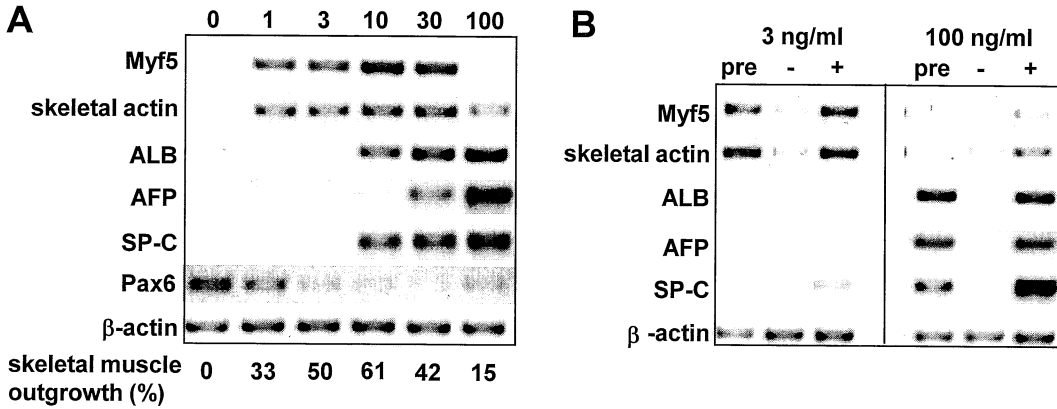 A
0 1 3 10 30 100
Myf5
skeletal actin
ALB
AFP
SP-C
Pax6
β-actin
skeletal muscle
outgrowth (%)
0 33 50 61 42 15
B
3 ng/ml 100 ng/ml
pre - + pre - +
Myf5
skeletal actin
ALB
AFP
SP-C
β -actin